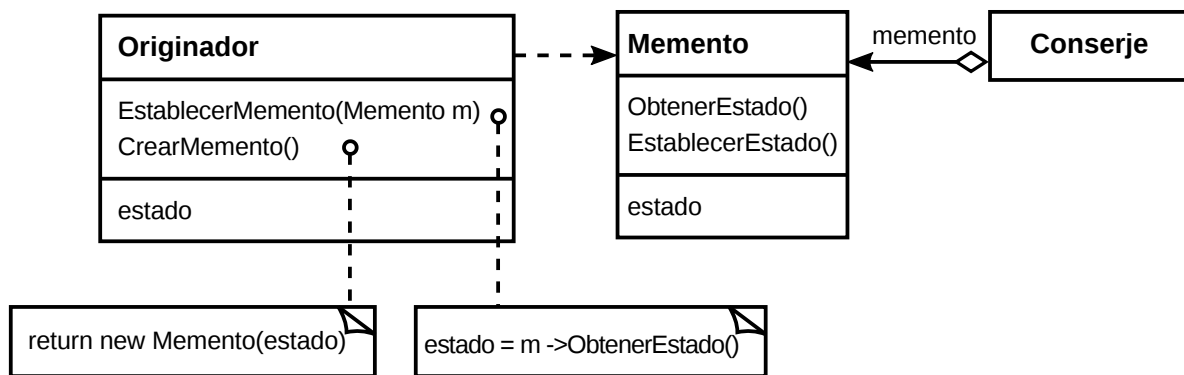 Originador
EstablecerMemento(Memento m)
CrearMemento()
estado
Memento
ObtenerEstado()
EstablecerEstado()
estado
memento
Conserje
return new Memento(estado)
estado = m ->ObtenerEstado()